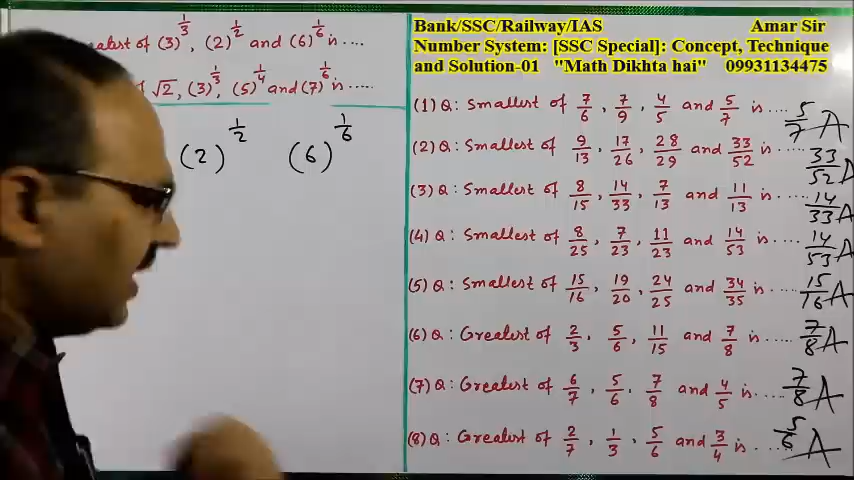 alest of (3)^1/3, (2)^1/2 and (6)^1/6 is ....
√2, (3)^1/3, (5)^1/4 and (7)^1/6 is .....
(2)^1/2 (6)^1/6
Bank/SSC/Railway/IAS Amar Sir
Number System: [SSC Special]: Concept, Technique
and Solution-01 "Math Dikhta hai" 09931134475
(1) Q: Smallest of 7/6, 7/9, 4/5 and 5/7 is .... 5/7 A
(2) Q: Smallest of 9/13, 17/26, 28/29 and 33/52 is ..... 33/52 A
(3) Q: Smallest of 8/15, 14/33, 7/13 and 11/13 is .... 14/33 A
(4) Q: Smallest of 8/25, 7/23, 11/23 and 14/53 is .... 14/53 A
(5) Q: Smallest of 15/16, 19/20, 24/25 and 34/35 is .... 15/16 A
(6) Q: Greatest of 2/3, 5/6, 11/15 and 7/8 is ..... 7/8 A
(7) Q: Greatest of 6/7, 5/6, 7/8 and 4/5 is .... 7/8 A
(8) Q: Greatest of 2/7, 1/3, 5/6 and 3/4 is .... 5/6 A